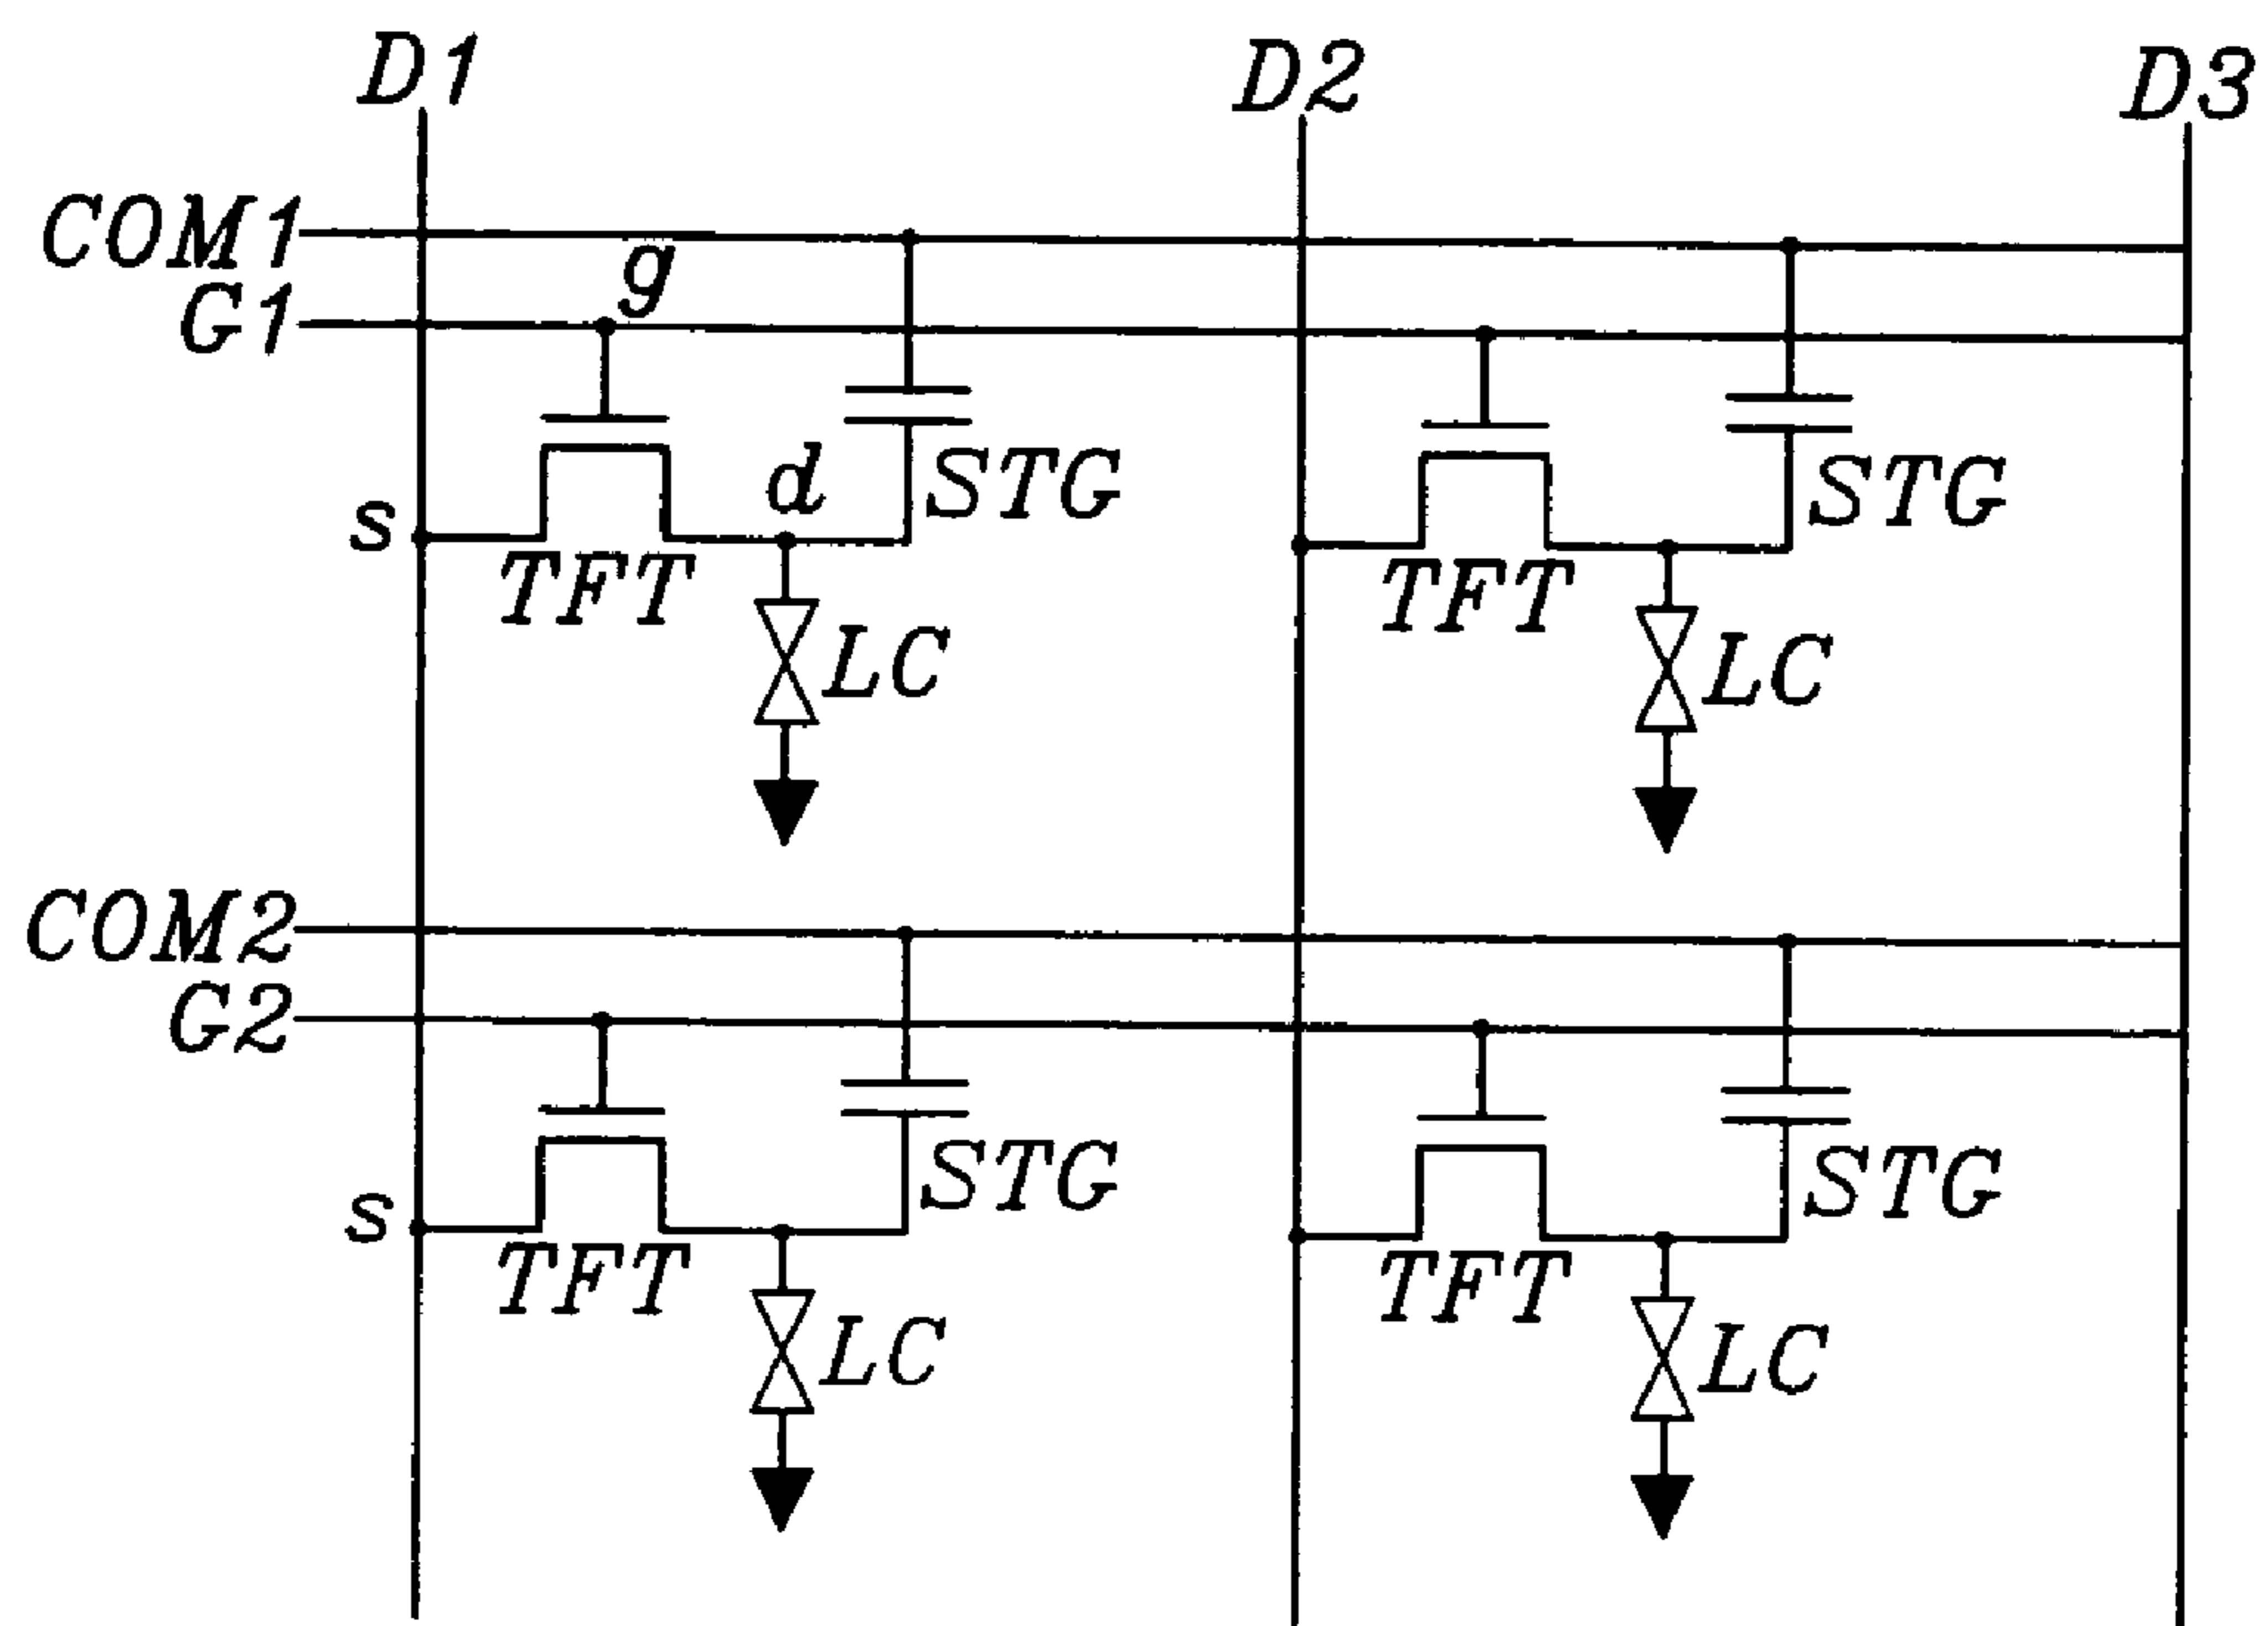 D1 D2 D3
COM1
g
G1
d STG STG
s
TFT TFT
LC LC
COM2
G2
STG STG
s
TFT TFT
LC LC